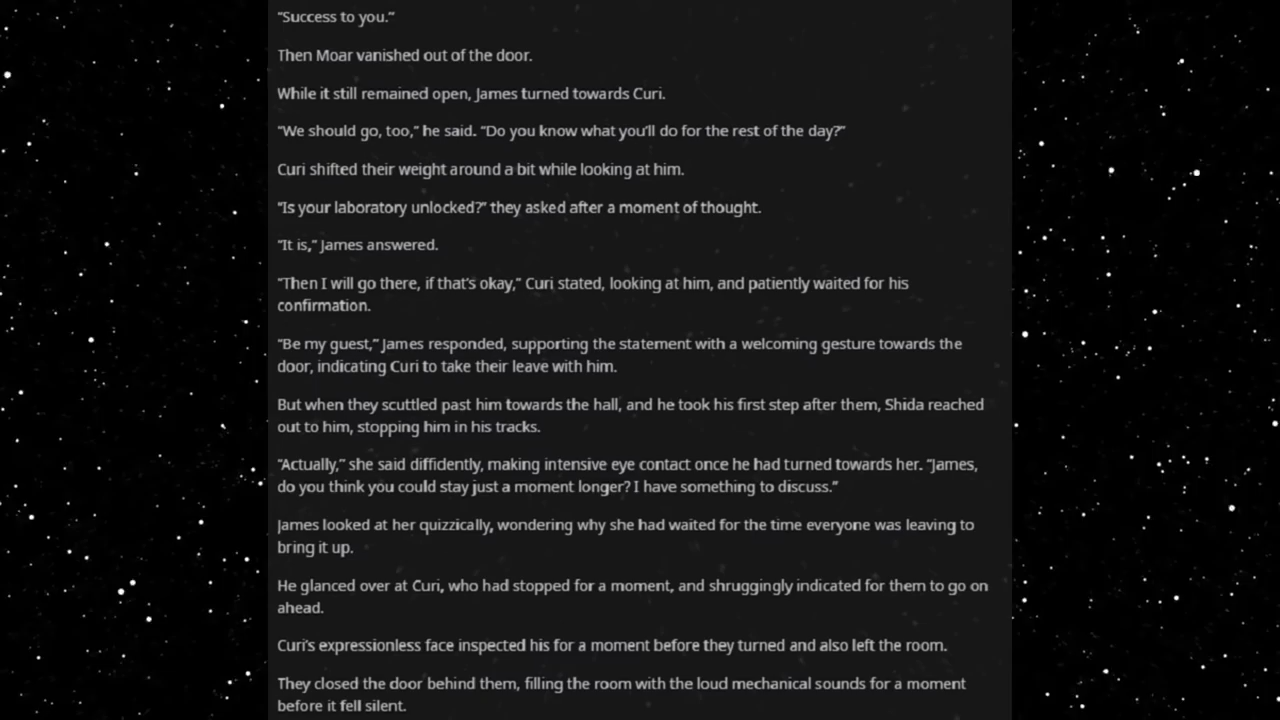 “Success to you.”
Then Moar vanished out of the door.
While it still remained open, James turned towards Curi.
“We should go, too,” he said. “Do you know what you’ll do for the rest of the day?”
Curi shifted their weight around a bit while looking at him.
“Is your laboratory unlocked?” they asked after a moment of thought.
“It is,” James answered.
“Then I will go there, if that’s okay,” Curi stated, looking at him, and patiently waited for his
confirmation.
“Be my guest,” James responded, supporting the statement with a welcoming gesture towards the
door, indicating Curi to take their leave with him.
But when they scuttled past him towards the hall, and he took his first step after them, Shida reached
out to him, stopping him in his tracks.
“Actually,” she said diffidently, making intensive eye contact once he had turned towards her. “James,
do you think you could stay just a moment longer? I have something to discuss.”
James looked at her quizzically, wondering why she had waited for the time everyone was leaving to
bring it up.
He glanced over at Curi, who had stopped for a moment, and shruggingly indicated for them to go on
ahead.
Curi’s expressionless face inspected his for a moment before they turned and also left the room.
They closed the door behind them, filling the room with the loud mechanical sounds for a moment
before it fell silent.